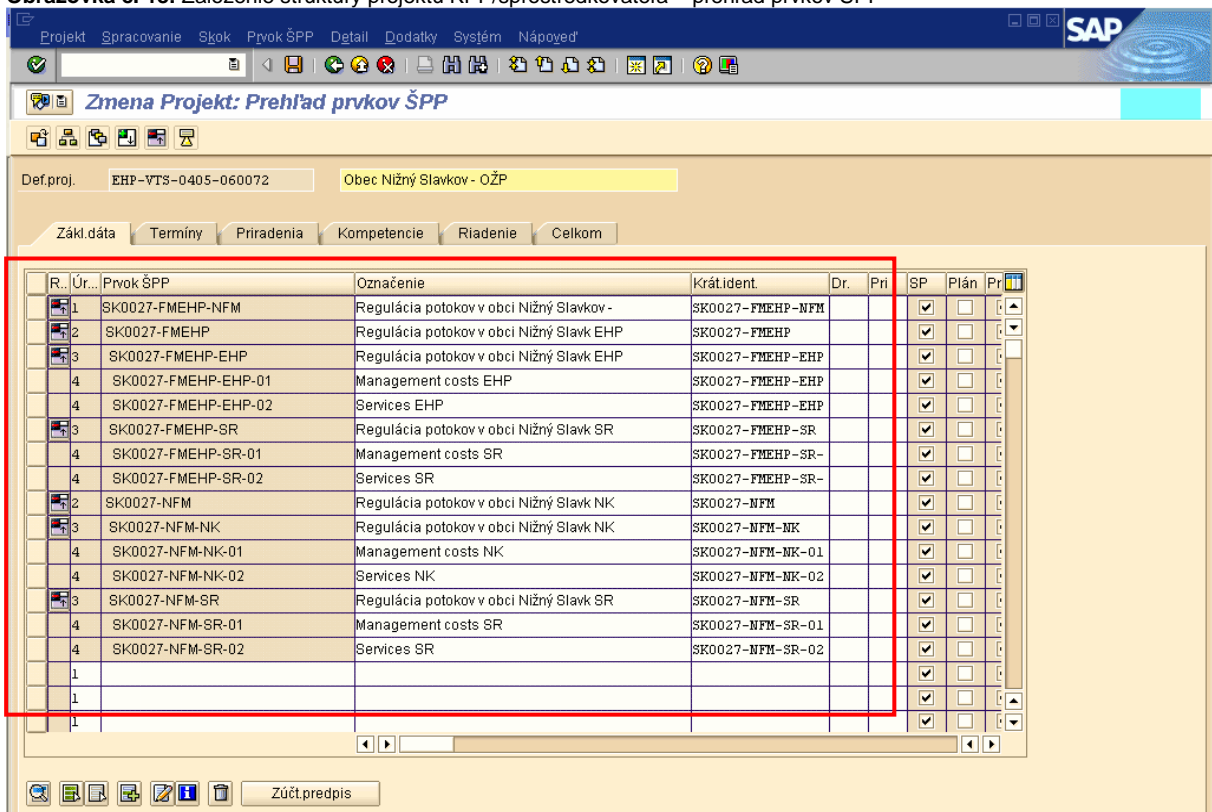 Projekt Spracovanie Skok Prvok ŠPP Detail Dodatky Systém Nápoveď
SAP
Zmena Projekt: Prehľad prvkov ŠPP
Def.proj. EHP-VTS-0405-060072 Obec Nižný Slavkov - OŽP
Zákl.dáta Termíny Priradenia Kompetencie Riadenie Celkom
R.. Úr... Prvok ŠPP Označenie Krát.ident. Dr. Pri SP Plán Pr
1 SK0027-FMEHP-NFM Regulácia potokov v obci Nižný Slavkov - SK0027-FMEHP-NFM
2 SK0027-FMEHP Regulácia potokov v obci Nižný Slavk EHP SK0027-FMEHP
3 SK0027-FMEHP-EHP Regulácia potokov v obci Nižný Slavk EHP SK0027-FMEHP-EHP
4 SK0027-FMEHP-EHP-01 Management costs EHP SK0027-FMEHP-EHP
4 SK0027-FMEHP-EHP-02 Services EHP SK0027-FMEHP-EHP
3 SK0027-FMEHP-SR Regulácia potokov v obci Nižný Slavk SR SK0027-FMEHP-SR
4 SK0027-FMEHP-SR-01 Management costs SR SK0027-FMEHP-SR-
4 SK0027-FMEHP-SR-02 Services SR SK0027-FMEHP-SR-
2 SK0027-NFM Regulácia potokov v obci Nižný Slavk NK SK0027-NFM
3 SK0027-NFM-NK Regulácia potokov v obci Nižný Slavk NK SK0027-NFM-NK
4 SK0027-NFM-NK-01 Management costs NK SK0027-NFM-NK-01
4 SK0027-NFM-NK-02 Services NK SK0027-NFM-NK-02
3 SK0027-NFM-SR Regulácia potokov v obci Nižný Slavk SR SK0027-NFM-SR
4 SK0027-NFM-SR-01 Management costs SR SK0027-NFM-SR-01
4 SK0027-NFM-SR-02 Services SR SK0027-NFM-SR-02
1
1
1
Zúčt.predpis